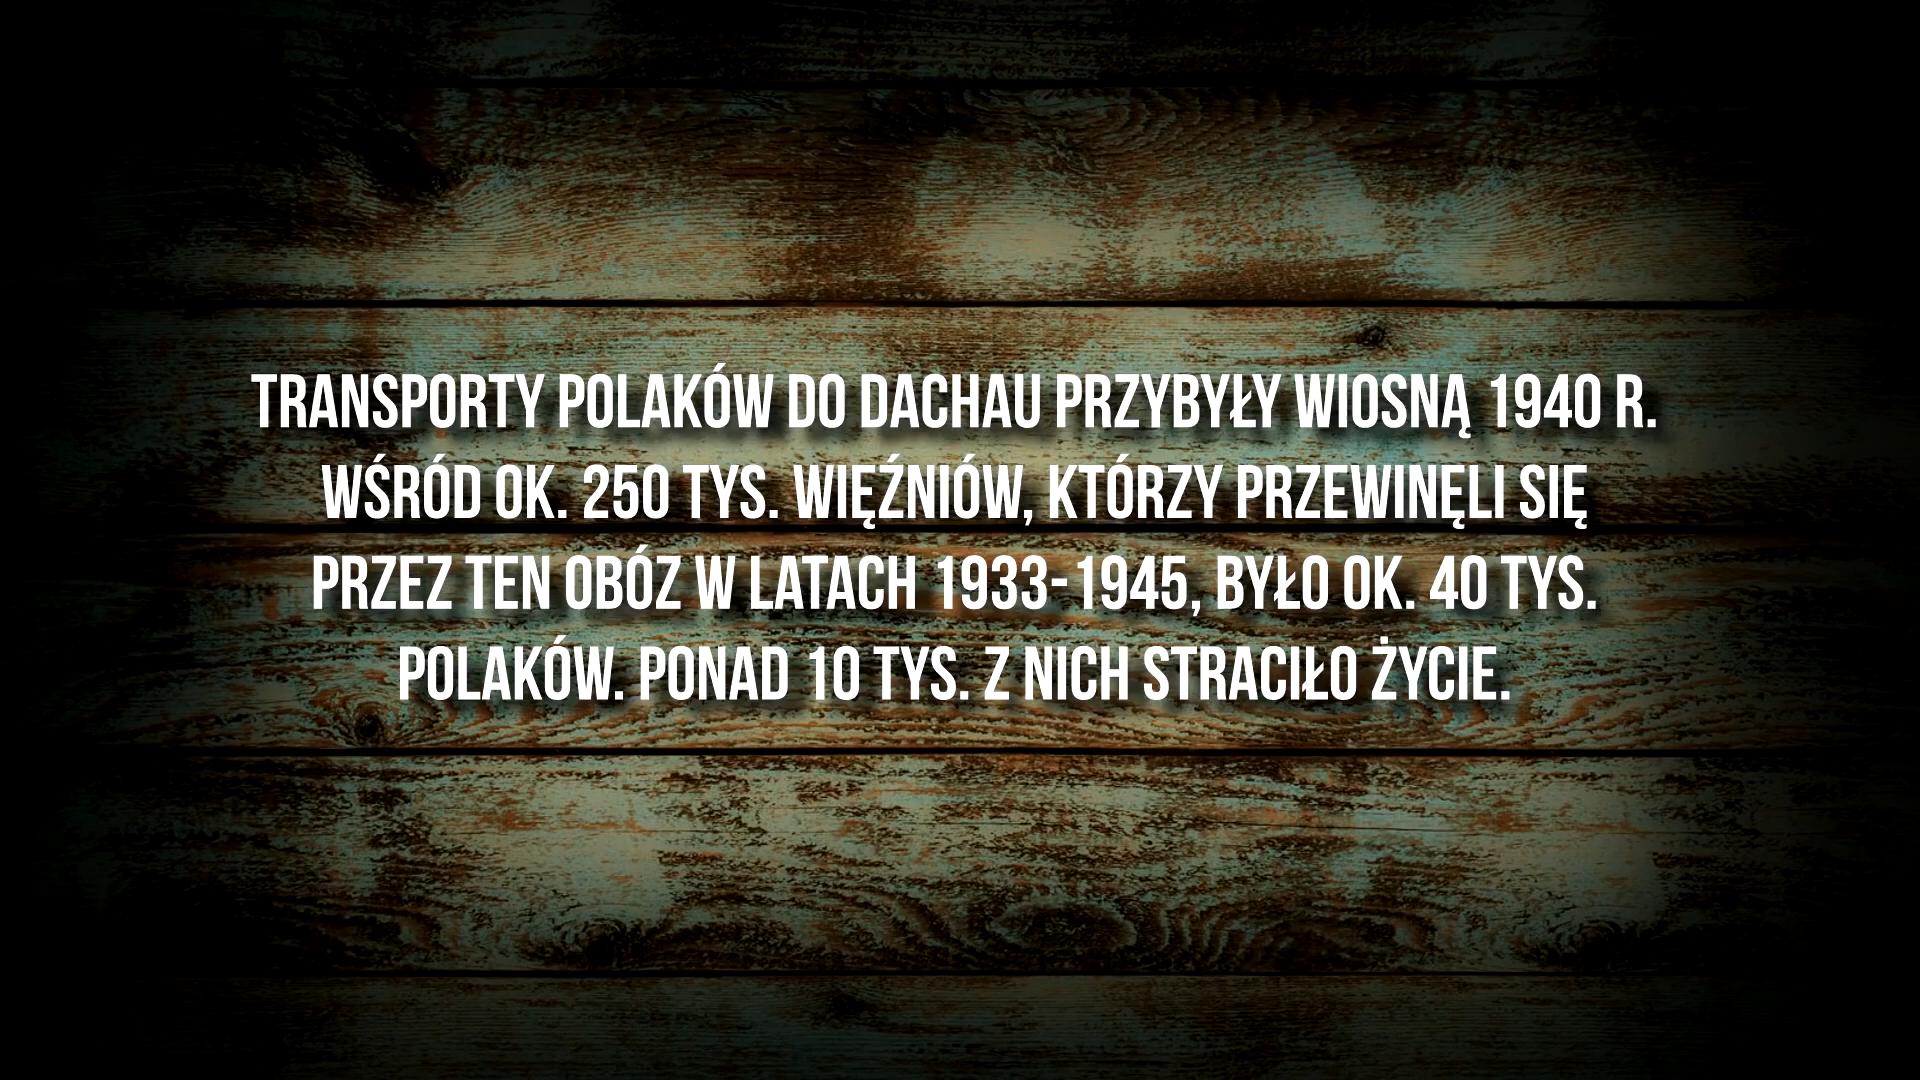 TRANSPORTY POLAKÓW DO DACHAU PRZYBYŁY WIOSNĄ 1940 R.
WŚRÓD OK. 250 TYS. WIĘŹNIÓW, KTÓRZY PRZEWINĘLI SIĘ
PRZEZ TEN OBÓZ W LATACH 1933-1945, BYŁO OK. 40 TYS.
POLAKÓW. PONAD 10 TYS. Z NICH STRACIŁO ŻYCIE.